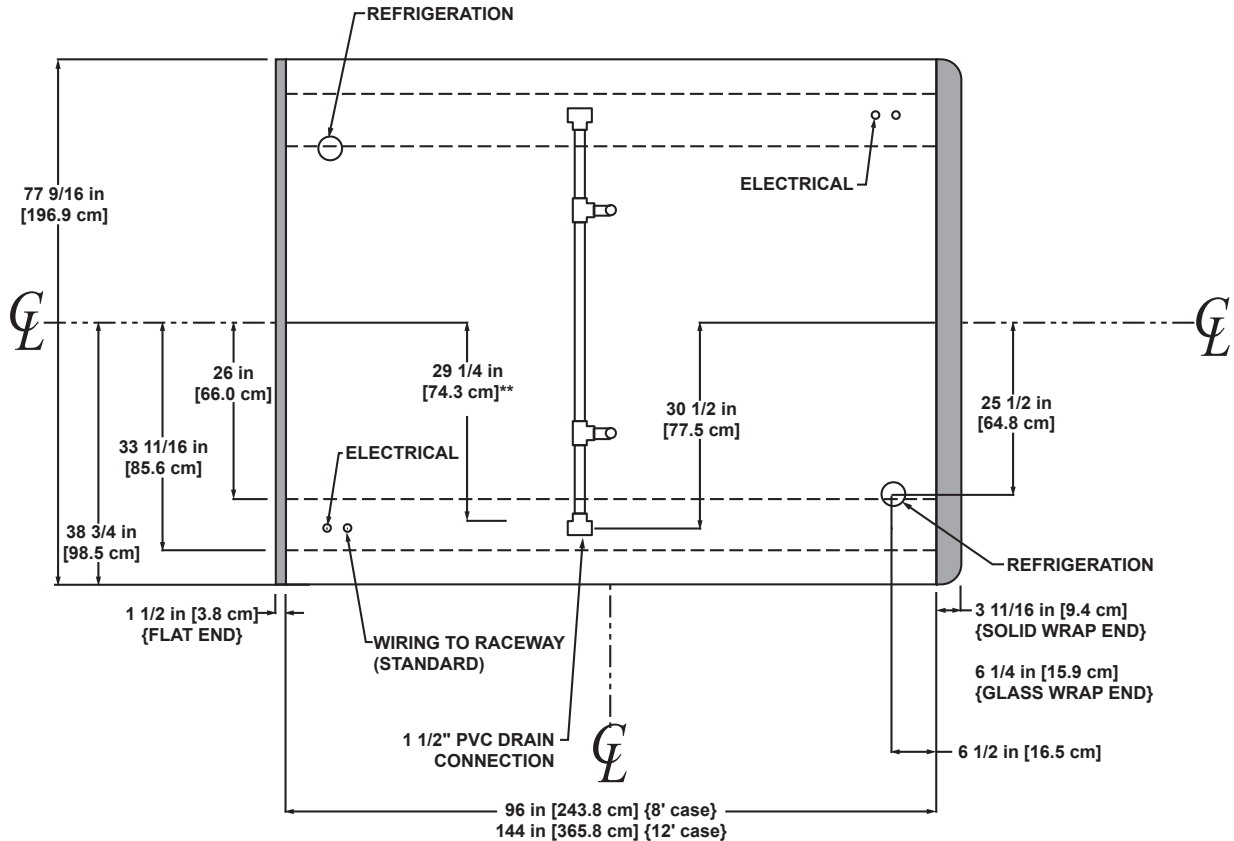 REFRIGERATION
77 9/16 in
[196.9 cm]
ELECTRICAL
CL
CL
26 in
[66.0 cm]
29 1/4 in
[74.3 cm]**
30 1/2 in
[77.5 cm]
25 1/2 in
[64.8 cm]
33 11/16 in
[85.6 cm]
ELECTRICAL
38 3/4 in
[98.5 cm]
REFRIGERATION
1 1/2 in [3.8 cm]
{FLAT END}
WIRING TO RACEWAY
(STANDARD)
3 11/16 in [9.4 cm]
{SOLID WRAP END}
6 1/4 in [15.9 cm]
{GLASS WRAP END}
1 1/2" PVC DRAIN
CONNECTION
CL
6 1/2 in [16.5 cm]
96 in [243.8 cm] {8' case}
144 in [365.8 cm] {12' case}